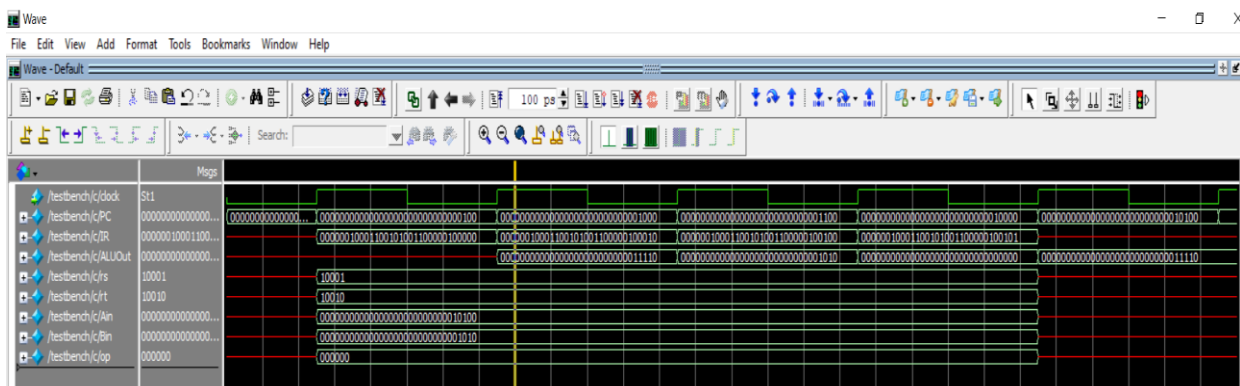 Wave
File Edit View Add Format Tools Bookmarks Window Help
Wave - Default
100 ps
Search:
Msgs
/testbench/c/clock St1
/testbench/c/PC 00000000000000... 0000000000000... 00000000000000000000000000000100 00000000000000000000000000001000 00000000000000000000000000001100 00000000000000000000000000010000 00000000000000000000000000010100
/testbench/c/IR 00000010001100... 00000010001100101001100000100000 00000010001100101001100000100010 00000010001100101001100000100100 00000010001100101001100000100101
/testbench/c/ALUOut 00000000000000... 00000000000000000000000000011110 00000000000000000000000000001010 00000000000000000000000000000000 00000000000000000000000000011110
/testbench/c/rs 10001 10001
/testbench/c/rt 10010 10010
/testbench/c/Ain 00000000000000... 00000000000000000000000000010100
/testbench/c/Bin 00000000000000... 00000000000000000000000000001010
/testbench/c/op 000000 000000